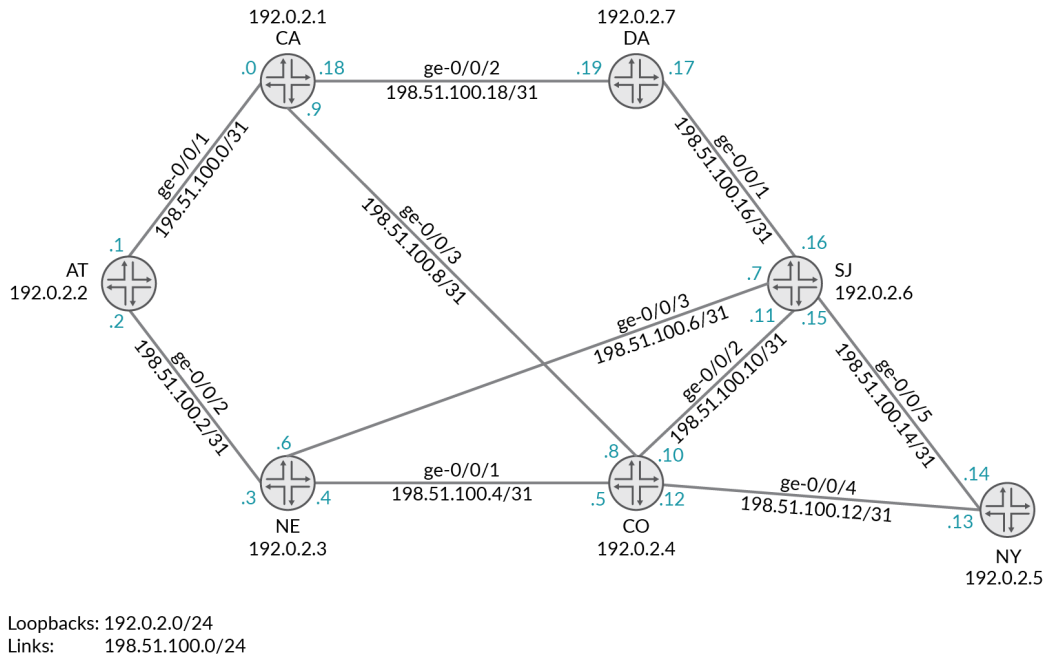 192.0.2.1
CA
192.0.2.7
DA
.0
.18
ge-0/0/2
198.51.100.18/31
.19
.17
.9
ge-0/0/1
198.51.100.0/31
ge-0/0/1
198.51.100.16/31
ge-0/0/3
198.51.100.8/31
.1
AT
192.0.2.2
.2
.16
.7
SJ
192.0.2.6
.11
.15
ge-0/0/3
198.51.100.6/31
ge-0/0/2
198.51.100.10/31
ge-0/0/2
198.51.100.2/31
ge-0/0/5
198.51.100.14/31
.6
.3
.4
ge-0/0/1
198.51.100.4/31
.8
.10
.5
.12
ge-0/0/4
198.51.100.12/31
.14
.13
NE
192.0.2.3
CO
192.0.2.4
NY
192.0.2.5
Loopbacks: 192.0.2.0/24
Links: 198.51.100.0/24